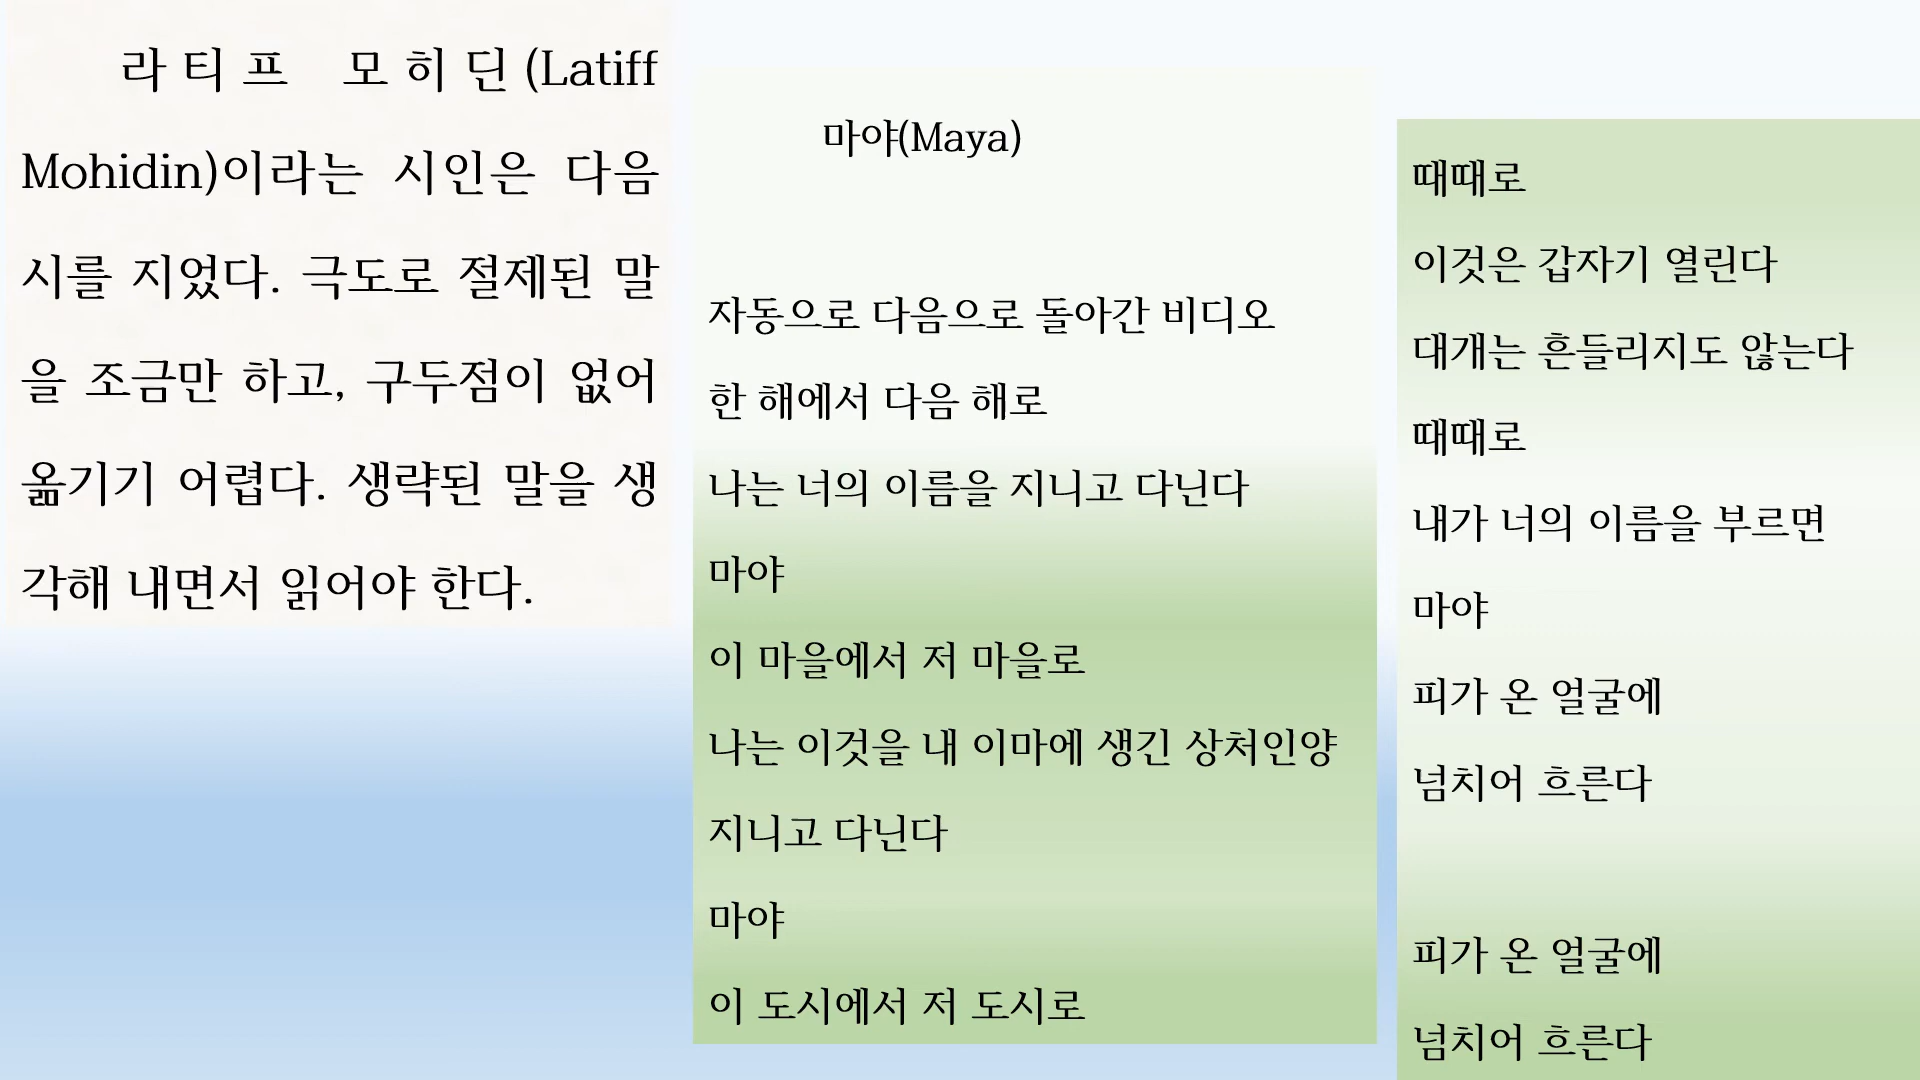 라티프 모히딘(Latiff
Mohidin)이라는 시인은 다음
시를 지었다. 극도로 절제된 말
을 조금만 하고, 구두점이 없어
옮기기 어렵다. 생략된 말을 생
각해 내면서 읽어야 한다.
마야(Maya)
자동으로 다음으로 돌아간 비디오
한 해에서 다음 해로
나는 너의 이름을 지니고 다닌다
마야
이 마을에서 저 마을로
나는 이것을 내 이마에 생긴 상처인양
지니고 다닌다
마야
이 도시에서 저 도시로
때때로
이것은 갑자기 열린다
대개는 흔들리지도 않는다
때때로
내가 너의 이름을 부르면
마야
피가 온 얼굴에
넘치어 흐른다
피가 온 얼굴에
넘치어 흐른다